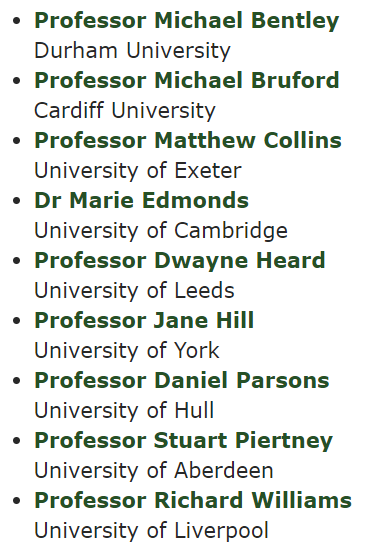 Professor Michael Bentley
Durham University
Professor Michael Bruford
Cardiff University
Professor Matthew Collins
University of Exeter
Dr Marie Edmonds
University of Cambridge
Professor Dwayne Heard
University of Leeds
Professor Jane Hill
University of York
Professor Daniel Parsons
University of Hull
Professor Stuart Piertney
University of Aberdeen
Professor Richard Williams
University of Liverpool